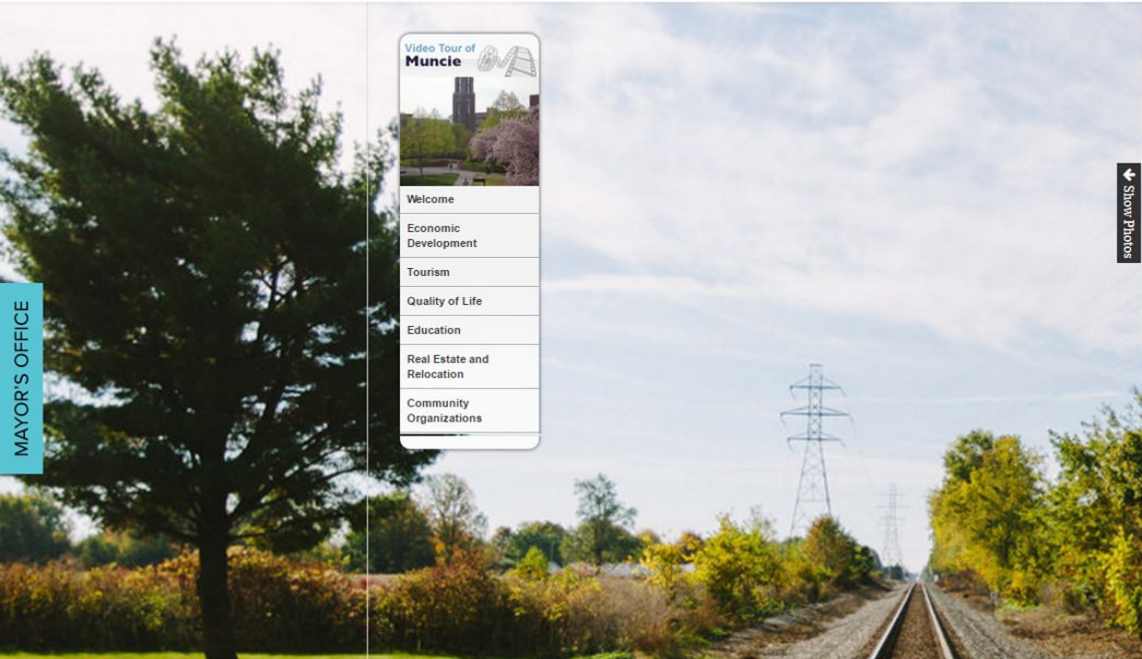 Video Tour of
Muncie
Welcome
Economic
Development
Tourism
Quality of Life
Education
Real Estate and
Relocation
Community
Organizations
MAYOR'S OFFICE
Show Photos